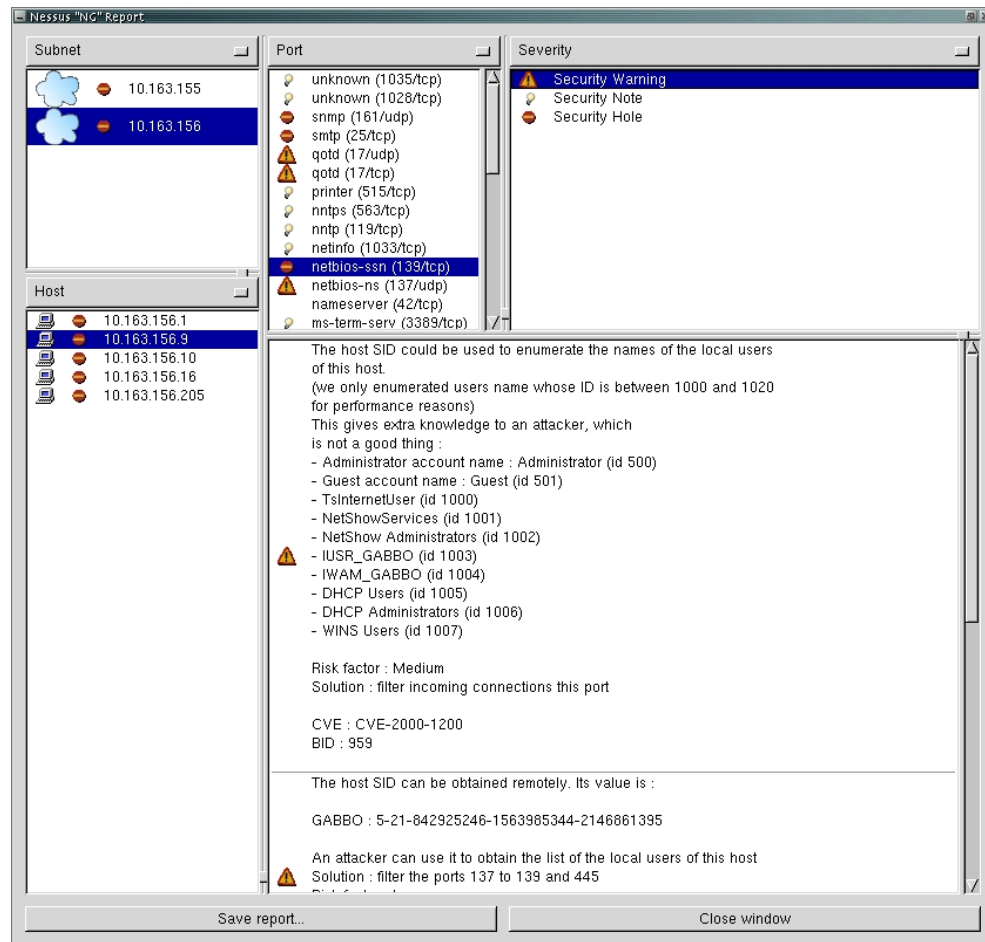 Nessus "NG" Report
Subnet
10.163.155
10.163.156
Host
10.163.156.1
10.163.156.9
10.163.156.10
10.163.156.16
10.163.156.205
Port
unknown (1035/tcp)
unknown (1028/tcp)
snmp (161/udp)
smtp (25/tcp)
qotd (17/udp)
qotd (17/tcp)
printer (515/tcp)
nntps (563/tcp)
nntp (119/tcp)
netinfo (1033/tcp)
netbios-ssn (139/tcp)
netbios-ns (137/udp)
nameserver (42/tcp)
ms-term-serv (3389/tcp)
Severity
Security Warning
Security Note
Security Hole
The host SID could be used to enumerate the names of the local users
of this host.
(we only enumerated users name whose ID is between 1000 and 1020
for performance reasons)
This gives extra knowledge to an attacker, which
is not a good thing :
- Administrator account name : Administrator (id 500)
- Guest account name : Guest (id 501)
- TsInternetUser (id 1000)
- NetShowServices (id 1001)
- NetShow Administrators (id 1002)
- IUSR_GABBO (id 1003)
- IWAM_GABBO (id 1004)
- DHCP Users (id 1005)
- DHCP Administrators (id 1006)
- WINS Users (id 1007)
Risk factor : Medium
Solution : filter incoming connections this port
CVE : CVE-2000-1200
BID : 959
The host SID can be obtained remotely. Its value is :
GABBO : 5-21-842925246-1563985344-2146861395
An attacker can use it to obtain the list of the local users of this host
Solution : filter the ports 137 to 139 and 445
Save report...
Close window